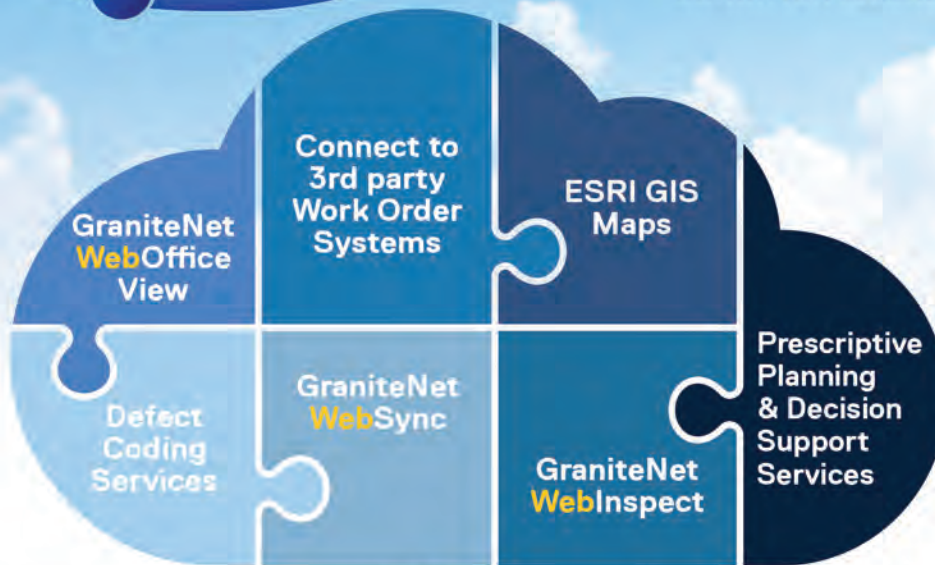 Connect to
3rd party
Work Order
Systems
ESRI GIS
Maps
GraniteNet
WebOffice
View
Prescriptive
Planning
& Decision
Support
Services
GraniteNet
WebSync
Defect
Coding
Services
GraniteNet
WebInspect